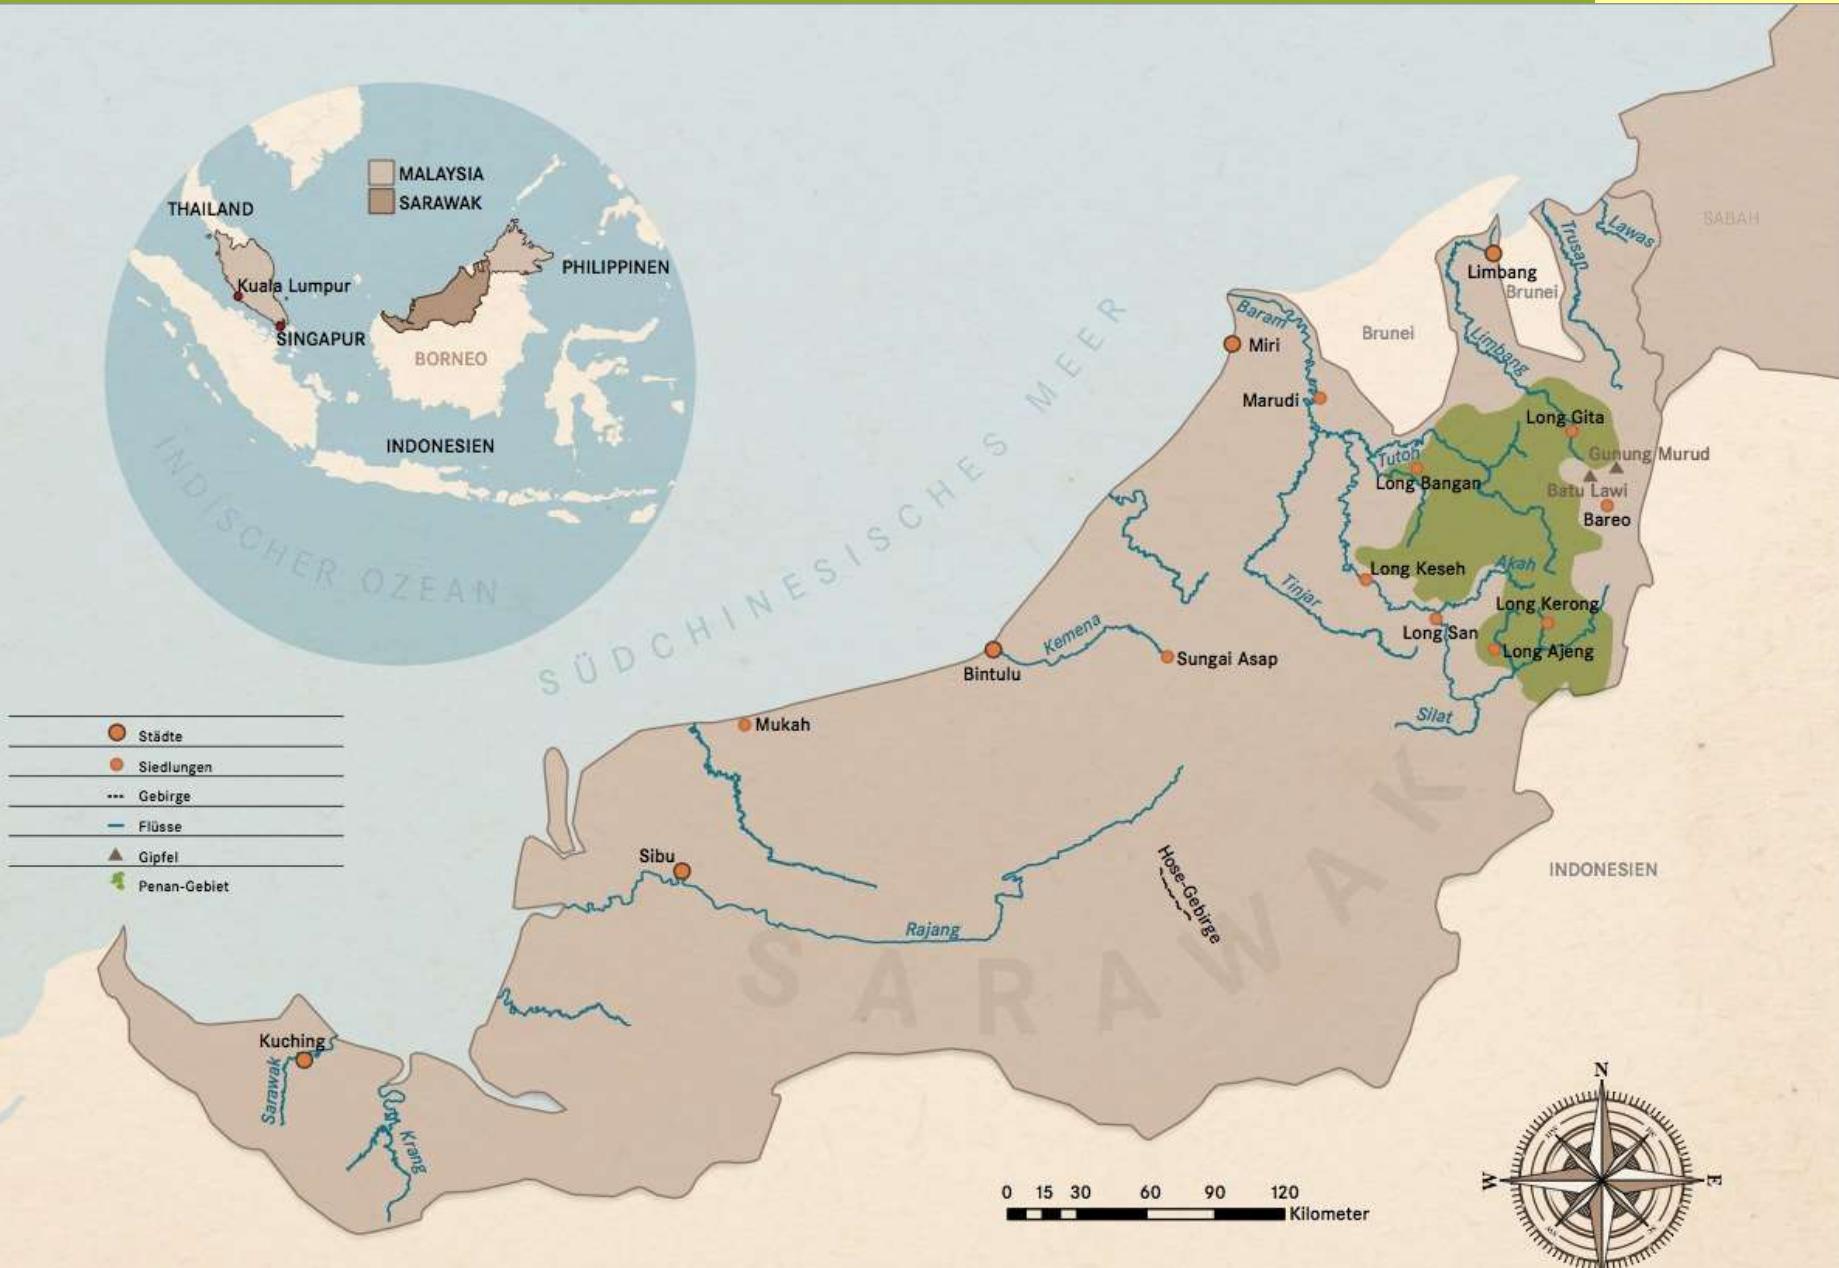 MALAYSIA
SARAWAK
THAILAND
PHILIPPINEN
Kuala Lumpur
SINGAPUR
BORNEO
INDONESIEN
INDISCHER OZEAN
SÜDCHINESISCHES MEER
Städte
Siedlungen
Gebirge
Flüsse
Gipfel
Penan-Gebiet
SABAH
Lawas
Trusan
Limbang
Brunei
Brunei
Baram
Miri
Limbang
Marudi
Long Gita
Gunung Murud
Tutoh
Long Bangan
Batu Lawi
Bareo
Long Keseh
Akah
Tinjar
Long Kerong
Long San
Long Ajeng
Kemena
Sungai Asap
Bintulu
Silat
Mukah
Sibu
Rajang
Hose-Gebirge
INDONESIEN
SARAWAK
Kuching
Sarawak
Krang
0 15 30 60 90 120
Kilometer
N
W
E